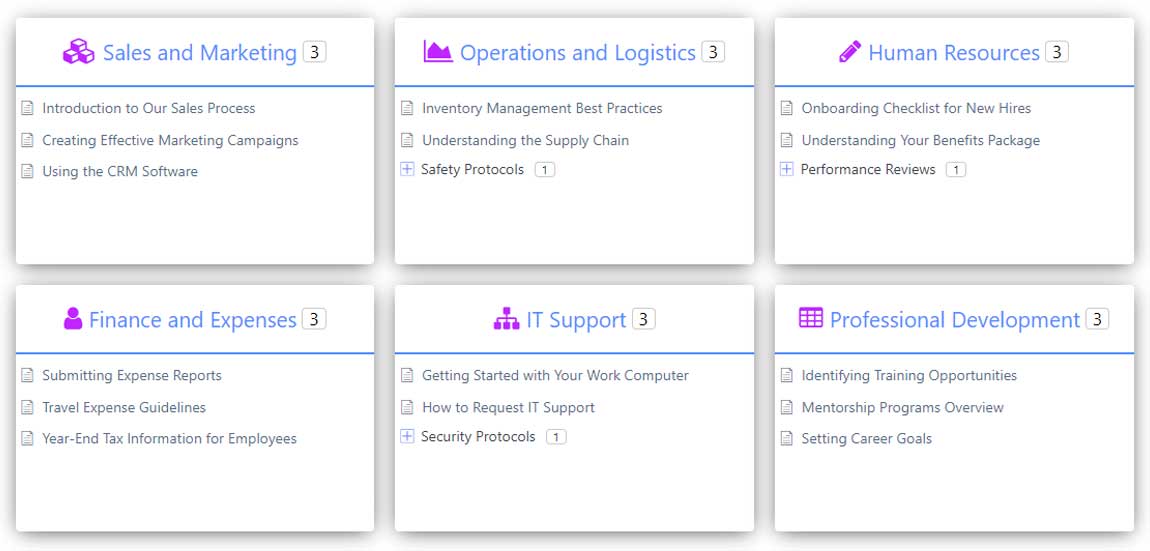 Sales and Marketing 3
Introduction to Our Sales Process
Creating Effective Marketing Campaigns
Using the CRM Software
Operations and Logistics 3
Inventory Management Best Practices
Understanding the Supply Chain
Safety Protocols 1
Human Resources 3
Onboarding Checklist for New Hires
Understanding Your Benefits Package
Performance Reviews 1
Finance and Expenses 3
Submitting Expense Reports
Travel Expense Guidelines
Year-End Tax Information for Employees
IT Support 3
Getting Started with Your Work Computer
How to Request IT Support
Security Protocols 1
Professional Development 3
Identifying Training Opportunities
Mentorship Programs Overview
Setting Career Goals